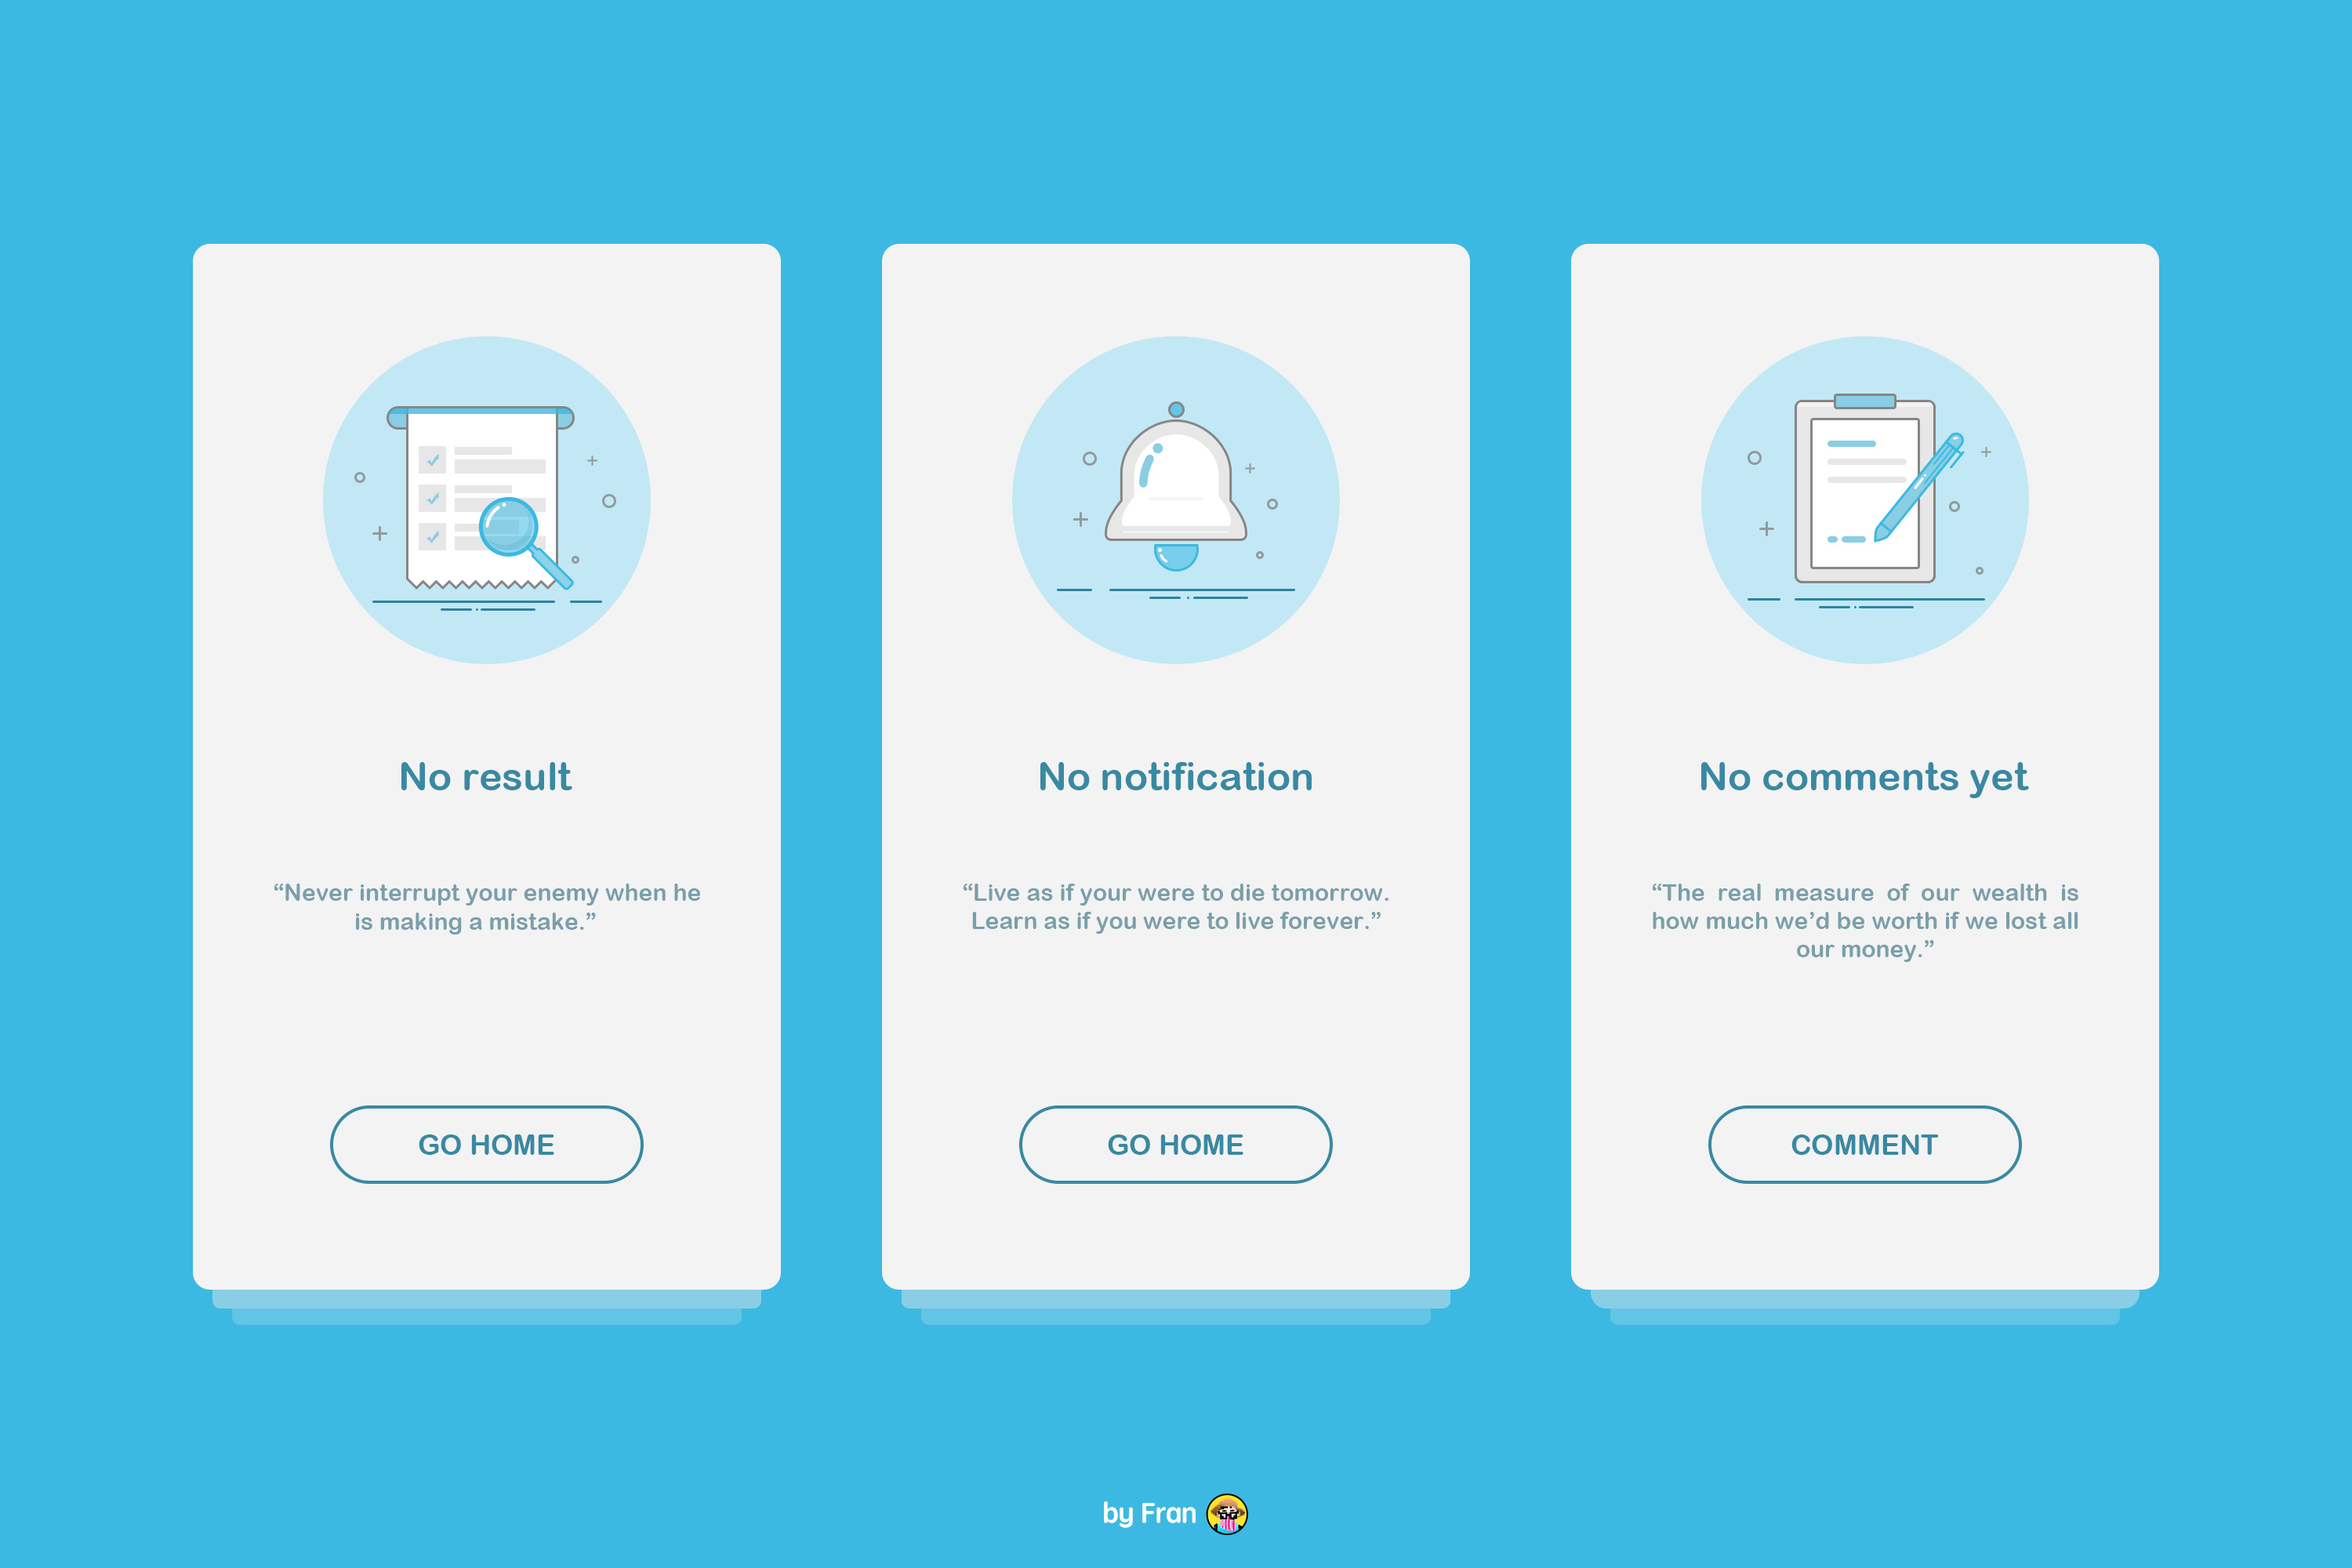 No result
“Never interrupt your enemy when he
is making a mistake.”
GO HOME
No notification
“Live as if your were to die tomorrow.
Learn as if you were to live forever.”
GO HOME
No comments yet
“The real measure of our wealth is
how much we’d be worth if we lost all
our money.”
COMMENT
by Fran